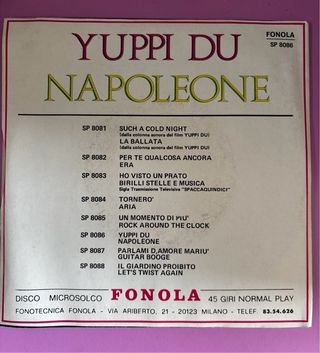 YUPPI DU
NAPOLEONE
FONOLA
SP 8086
SP 8081 SUCH A COLD NIGHT
(dalla colonna sonora del film YUPPI DU)
LA BALLATA
(dalla colonna sonora del film YUPPI DU)
SP 8082 PER TE QUALCOSA ANCORA
ERA
SP 8083 HO VISTO UN PRATO
BIRILLI STELLE E MUSICA
Sigla Trasmissione Televisiva "SPACCAQUINDICI"
SP 8084 TORNERO'
ARIA
SP 8085 UN MOMENTO DI PIU'
ROCK AROUND THE CLOCK
SP 8086 YUPPI DU
NAPOLEONE
SP 8087 PARLAMI D'AMORE MARIU'
GUITAR BOOGE
SP 8088 IL GIARDINO PROIBITO
LET'S TWIST AGAIN
DISCO MICROSOLCO FONOLA 45 GIRI NORMAL PLAY
FONOTECNICA FONOLA - VIA ARIBERTO, 21 - 20123 MILANO - TELEF. 83.54.626